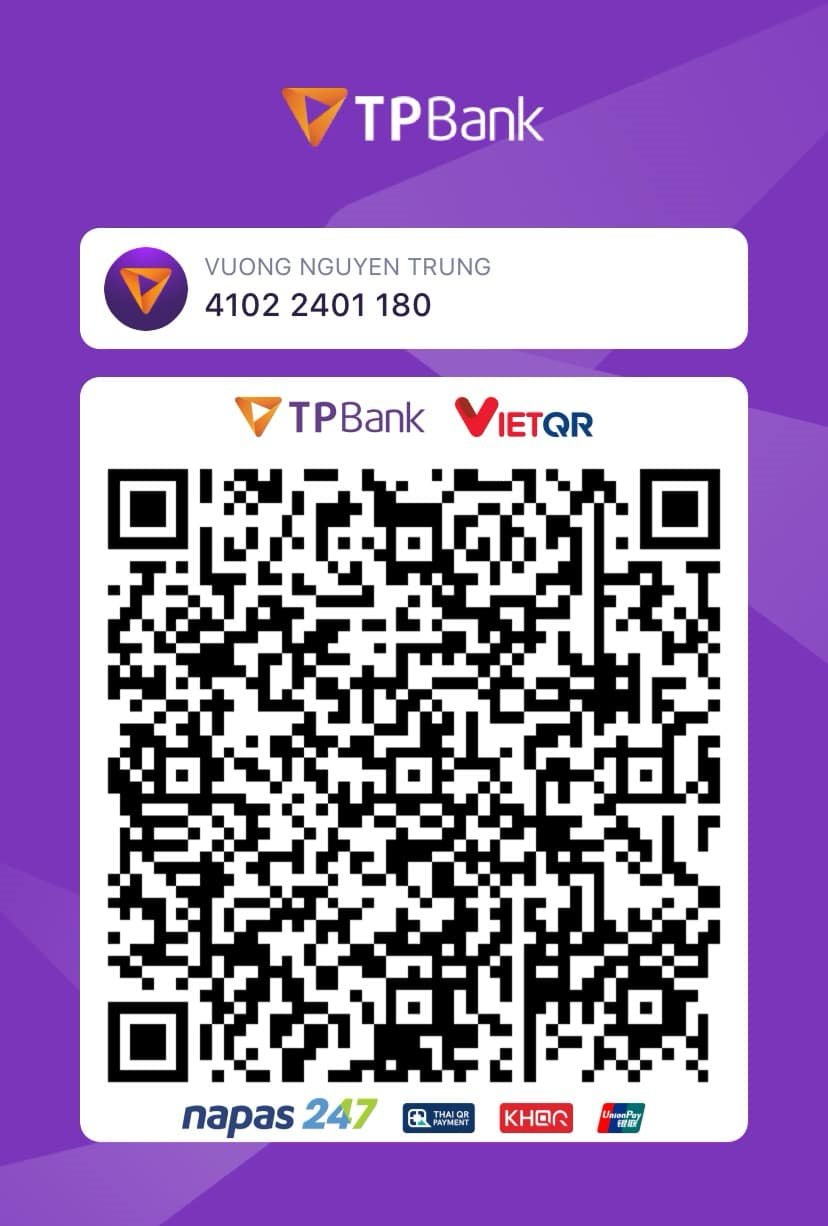 TPBank
VUONG NGUYEN TRUNG
4102 2401 180
TPBank VIETQR
napas 247 THAI QR PAYMENT KHQR UnionPay 银联